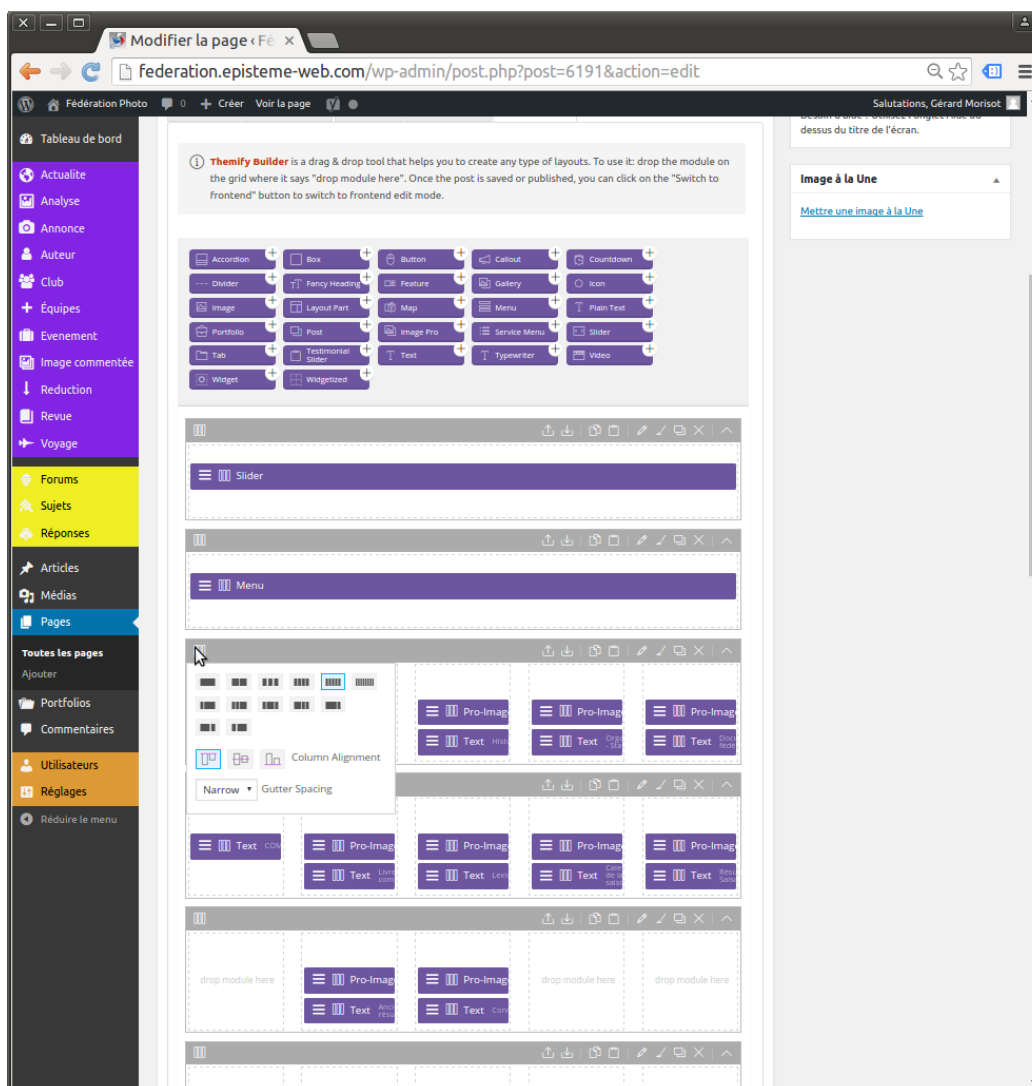 Modifier la page ‹ Fé
federation.episteme-web.com/wp-admin/post.php?post=6191&action=edit
Fédération Photo 0 + Créer Voir la page Salutations, Gérard Morisot
Tableau de bord
Actualite
Analyse
Annonce
Auteur
Club
Équipes
Evenement
Image commentée
Reduction
Revue
Voyage
Forums
Sujets
Réponses
Articles
Médias
Pages
Toutes les pages
Ajouter
Portfolios
Commentaires
Utilisateurs
Réglages
Réduire le menu
Themify Builder is a drag & drop tool that helps you to create any type of layouts. To use it: drop the module on
the grid where it says "drop module here". Once the post is saved or published, you can click on the "Switch to
frontend" button to switch to frontend edit mode.
Accordion Box Button Callout Countdown
Divider Fancy Heading Feature Gallery Icon
Image Layout Part Map Menu Plain Text
Portfolio Post Image Pro Service Menu Slider
Tab Testimonial Slider Text Typewriter Video
Widget Widgetized
Slider
Menu
Pro-Imag Pro-Imag Pro-Imag
Text Text Text
Column Alignment
Narrow Gutter Spacing
Text Pro-Imag Pro-Imag Pro-Imag Pro-Imag
Text Text Text Text
drop module here Pro-Imag Pro-Imag drop module here drop module here
Text Text
dessus du titre de l'écran.
Image à la Une
Mettre une image à la Une